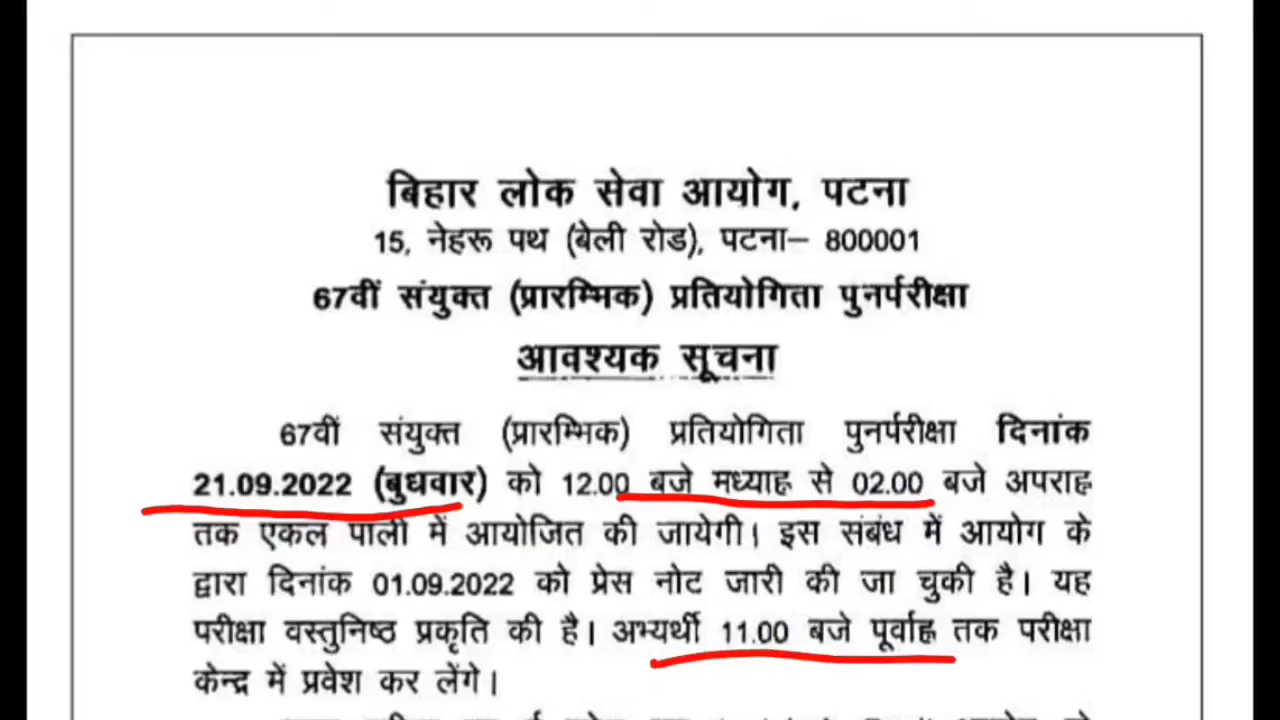 बिहार लोक सेवा आयोग, पटना
15, नेहरू पथ (बेली रोड), पटना– 800001
67वीं संयुक्त (प्रारम्भिक) प्रतियोगिता पुनर्परीक्षा
आवश्यक सूचना
67वीं संयुक्त (प्रारम्भिक) प्रतियोगिता पुनर्परीक्षा दिनांक
21.09.2022 (बुधवार) को 12.00 बजे मध्याह्न से 02.00 बजे अपराह्न
तक एकल पाली में आयोजित की जायेगी। इस संबंध में आयोग के
द्वारा दिनांक 01.09.2022 को प्रेस नोट जारी की जा चुकी है। यह
परीक्षा वस्तुनिष्ठ प्रकृति की है। अभ्यर्थी 11.00 बजे पूर्वाह्न तक परीक्षा
केन्द्र में प्रवेश कर लेंगे।